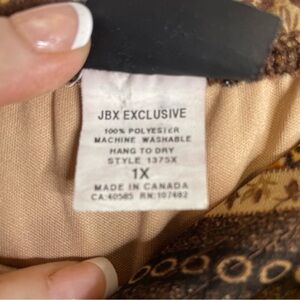 JBX EXCLUSIVE
100% POLYESTER
MACHINE WASHABLE
HANG TO DRY
STYLE 1375X
1X
MADE IN CANADA
CA:40585 RN:107482